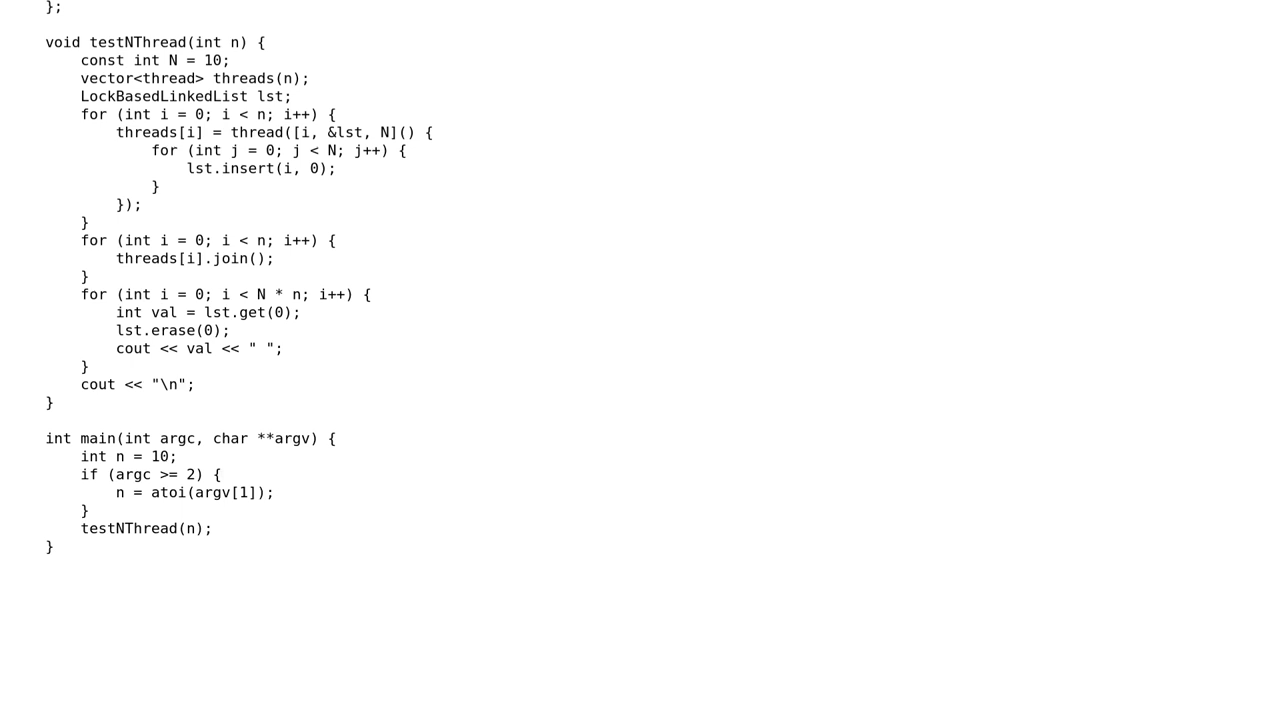 };
void testNThread(int n) {
    const int N = 10;
    vector<thread> threads(n);
    LockBasedLinkedList lst;
    for (int i = 0; i < n; i++) {
        threads[i] = thread([i, &lst, N]() {
            for (int j = 0; j < N; j++) {
                lst.insert(i, 0);
            }
        });
    }
    for (int i = 0; i < n; i++) {
        threads[i].join();
    }
    for (int i = 0; i < N * n; i++) {
        int val = lst.get(0);
        lst.erase(0);
        cout << val << " ";
    }
    cout << "\n";
}
int main(int argc, char **argv) {
    int n = 10;
    if (argc >= 2) {
        n = atoi(argv[1]);
    }
    testNThread(n);
}